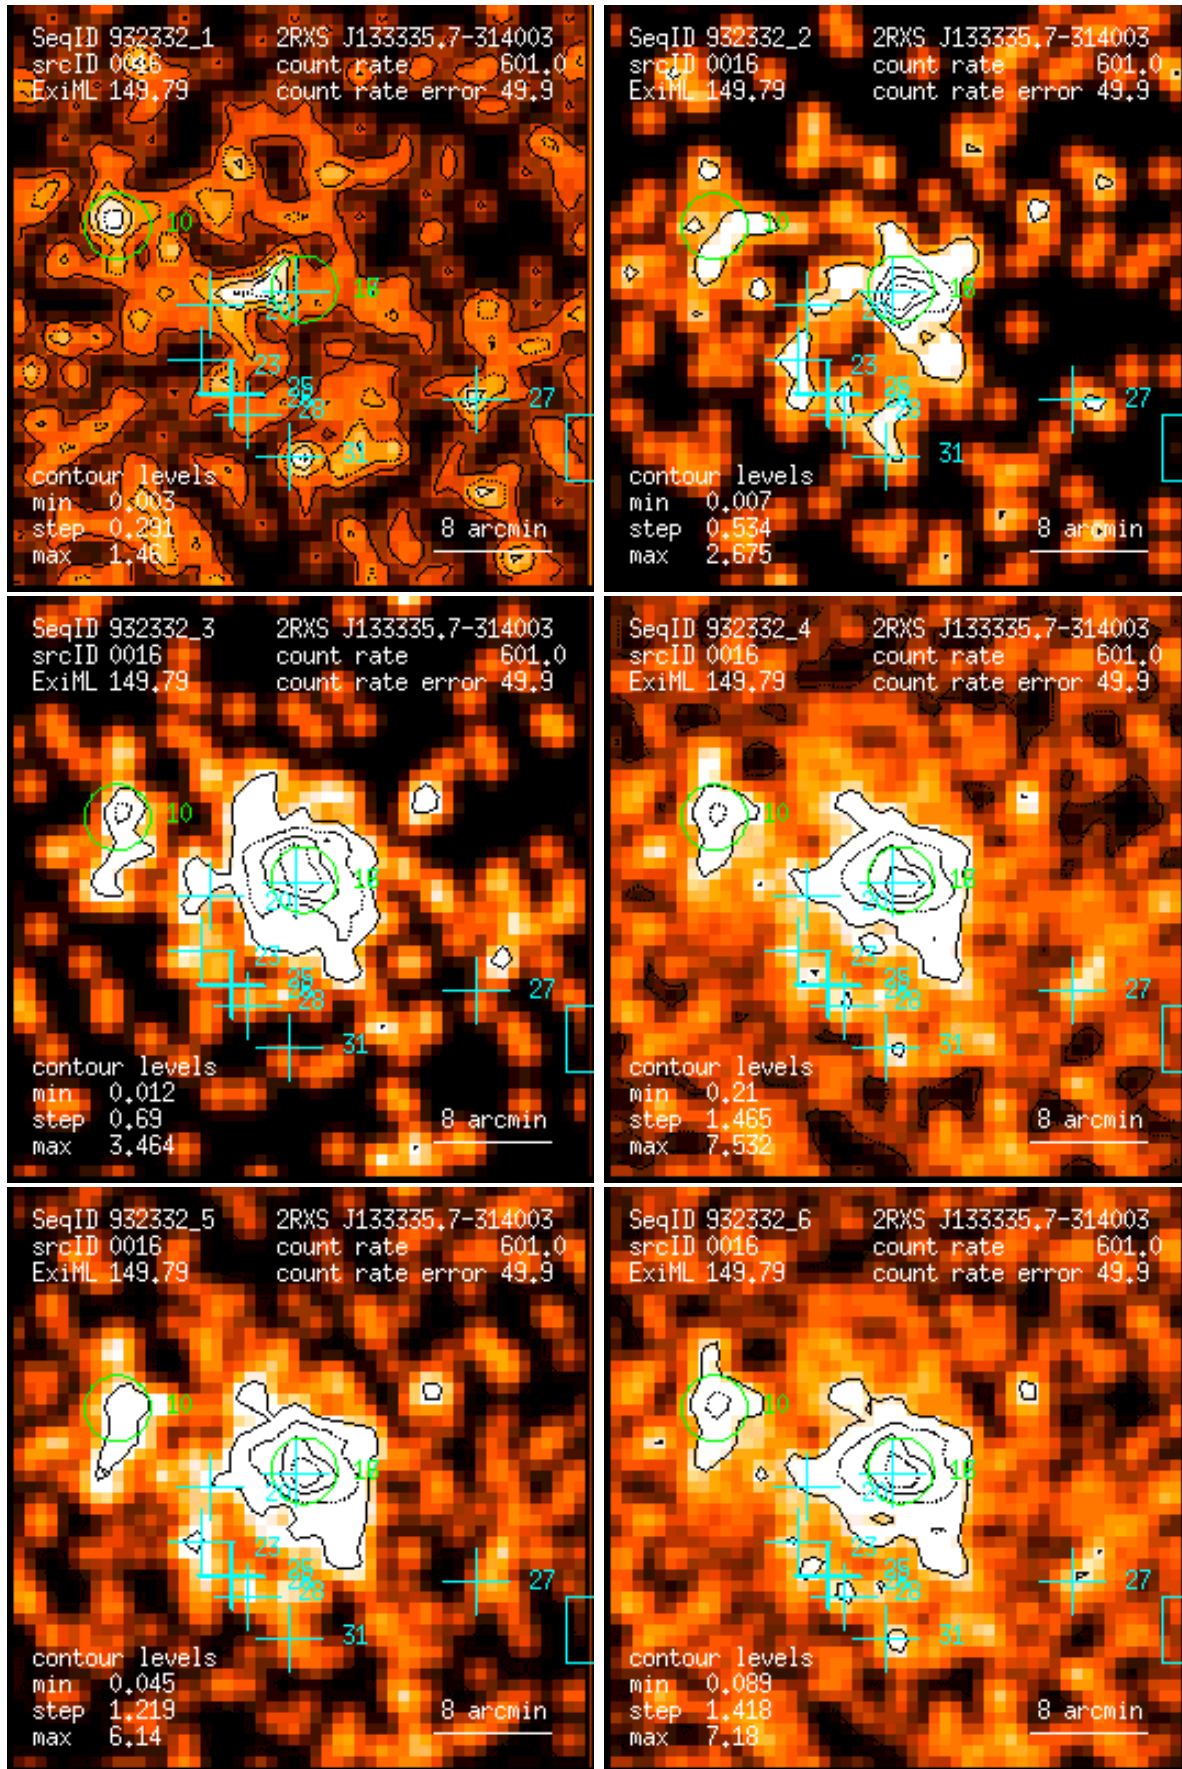 SeqID 932332_1 2RXS J133335.7-314003
srcID 0016 count rate 601.0
ExiML 149.79 count rate error 49.9
10
20
23
27
28
31
contour levels
min 0.003
step 0.291 8 arcmin
max 1.46
SeqID 932332_2 2RXS J133335.7-314003
srcID 0016 count rate 601.0
ExiML 149.79 count rate error 49.9
10
20
23
27
28
31
contour levels
min 0.007
step 0.534 8 arcmin
max 2.675
SeqID 932332_3 2RXS J133335.7-314003
srcID 0016 count rate 601.0
ExiML 149.79 count rate error 49.9
10
20
23
27
28
31
contour levels
min 0.012
step 0.69 8 arcmin
max 3.464
SeqID 932332_4 2RXS J133335.7-314003
srcID 0016 count rate 601.0
ExiML 149.79 count rate error 49.9
10
20
23
27
28
31
contour levels
min 0.21
step 1.465 8 arcmin
max 7.532
SeqID 932332_5 2RXS J133335.7-314003
srcID 0016 count rate 601.0
ExiML 149.79 count rate error 49.9
10
20
23
27
28
31
contour levels
min 0.045
step 1.219 8 arcmin
max 6.14
SeqID 932332_6 2RXS J133335.7-314003
srcID 0016 count rate 601.0
ExiML 149.79 count rate error 49.9
10
20
23
27
28
31
contour levels
min 0.089
step 1.418 8 arcmin
max 7.18